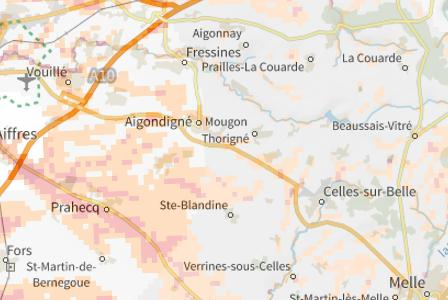 Aigonnay
Fressines
Prailles-La Couarde
La Couarde
Vouillé
A10
Aigondigné
Mougon
Thorigné
Beaussais-Vitré
Aiffres
Celles-sur-Belle
Prahecq
Ste-Blandine
Fors
St-Martin-de-
Bernegoue
Verrines-sous-Celles
St-Martin-lès-Melle
Melle